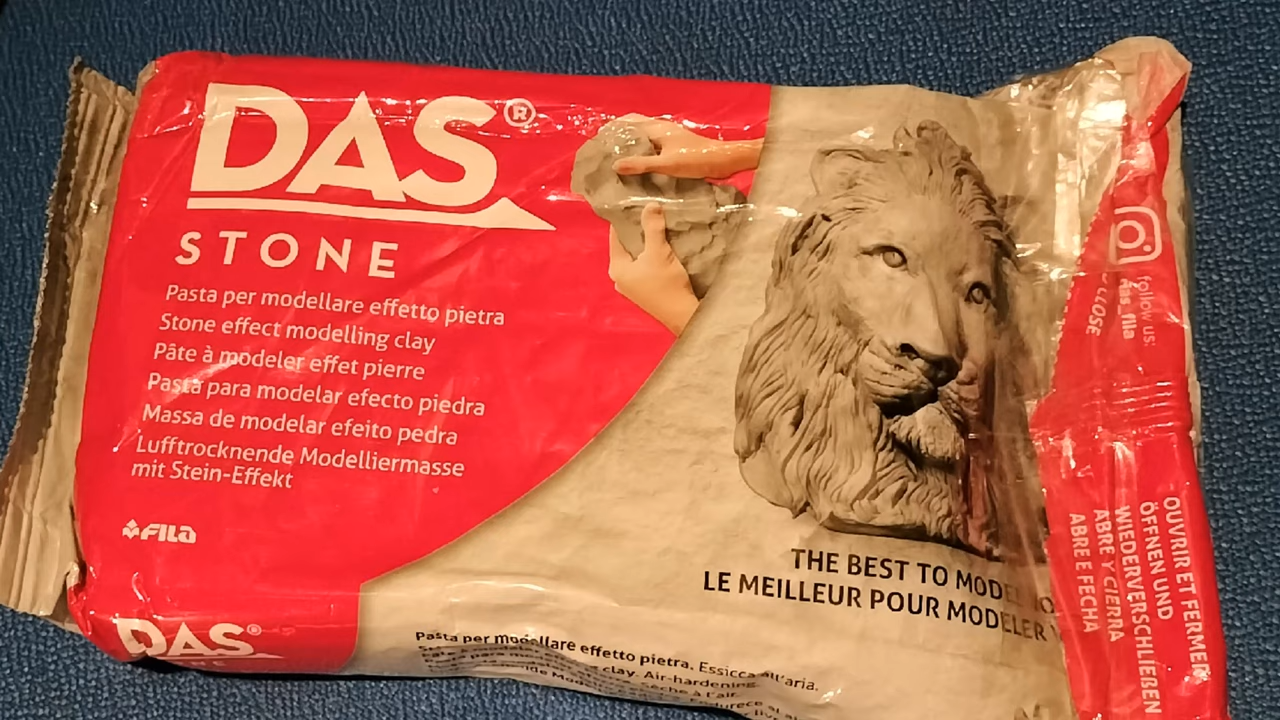 DAS®
STONE
Pasta per modellare effetto pietra
Stone effect modelling clay
Pâte à modeler effet pierre
Pasta para modelar efecto piedra
Massa de modelar efeito pedra
Lufttrocknende Modelliermasse
mit Stein-Effekt
FILA
THE BEST TO MODEL
LE MEILLEUR POUR MODELER
DAS®
Pasta per modellare effetto pietra. Essicca all'aria.
clay. Air-hardening.
sèche à l'air.
follow us:
#das_fila
CLOSE
OUVRIR ET FERMER
ÖFFNEN UND
WIEDERVERSCHLIEßEN
ABRE Y CIERRA
ABRE E FECHA